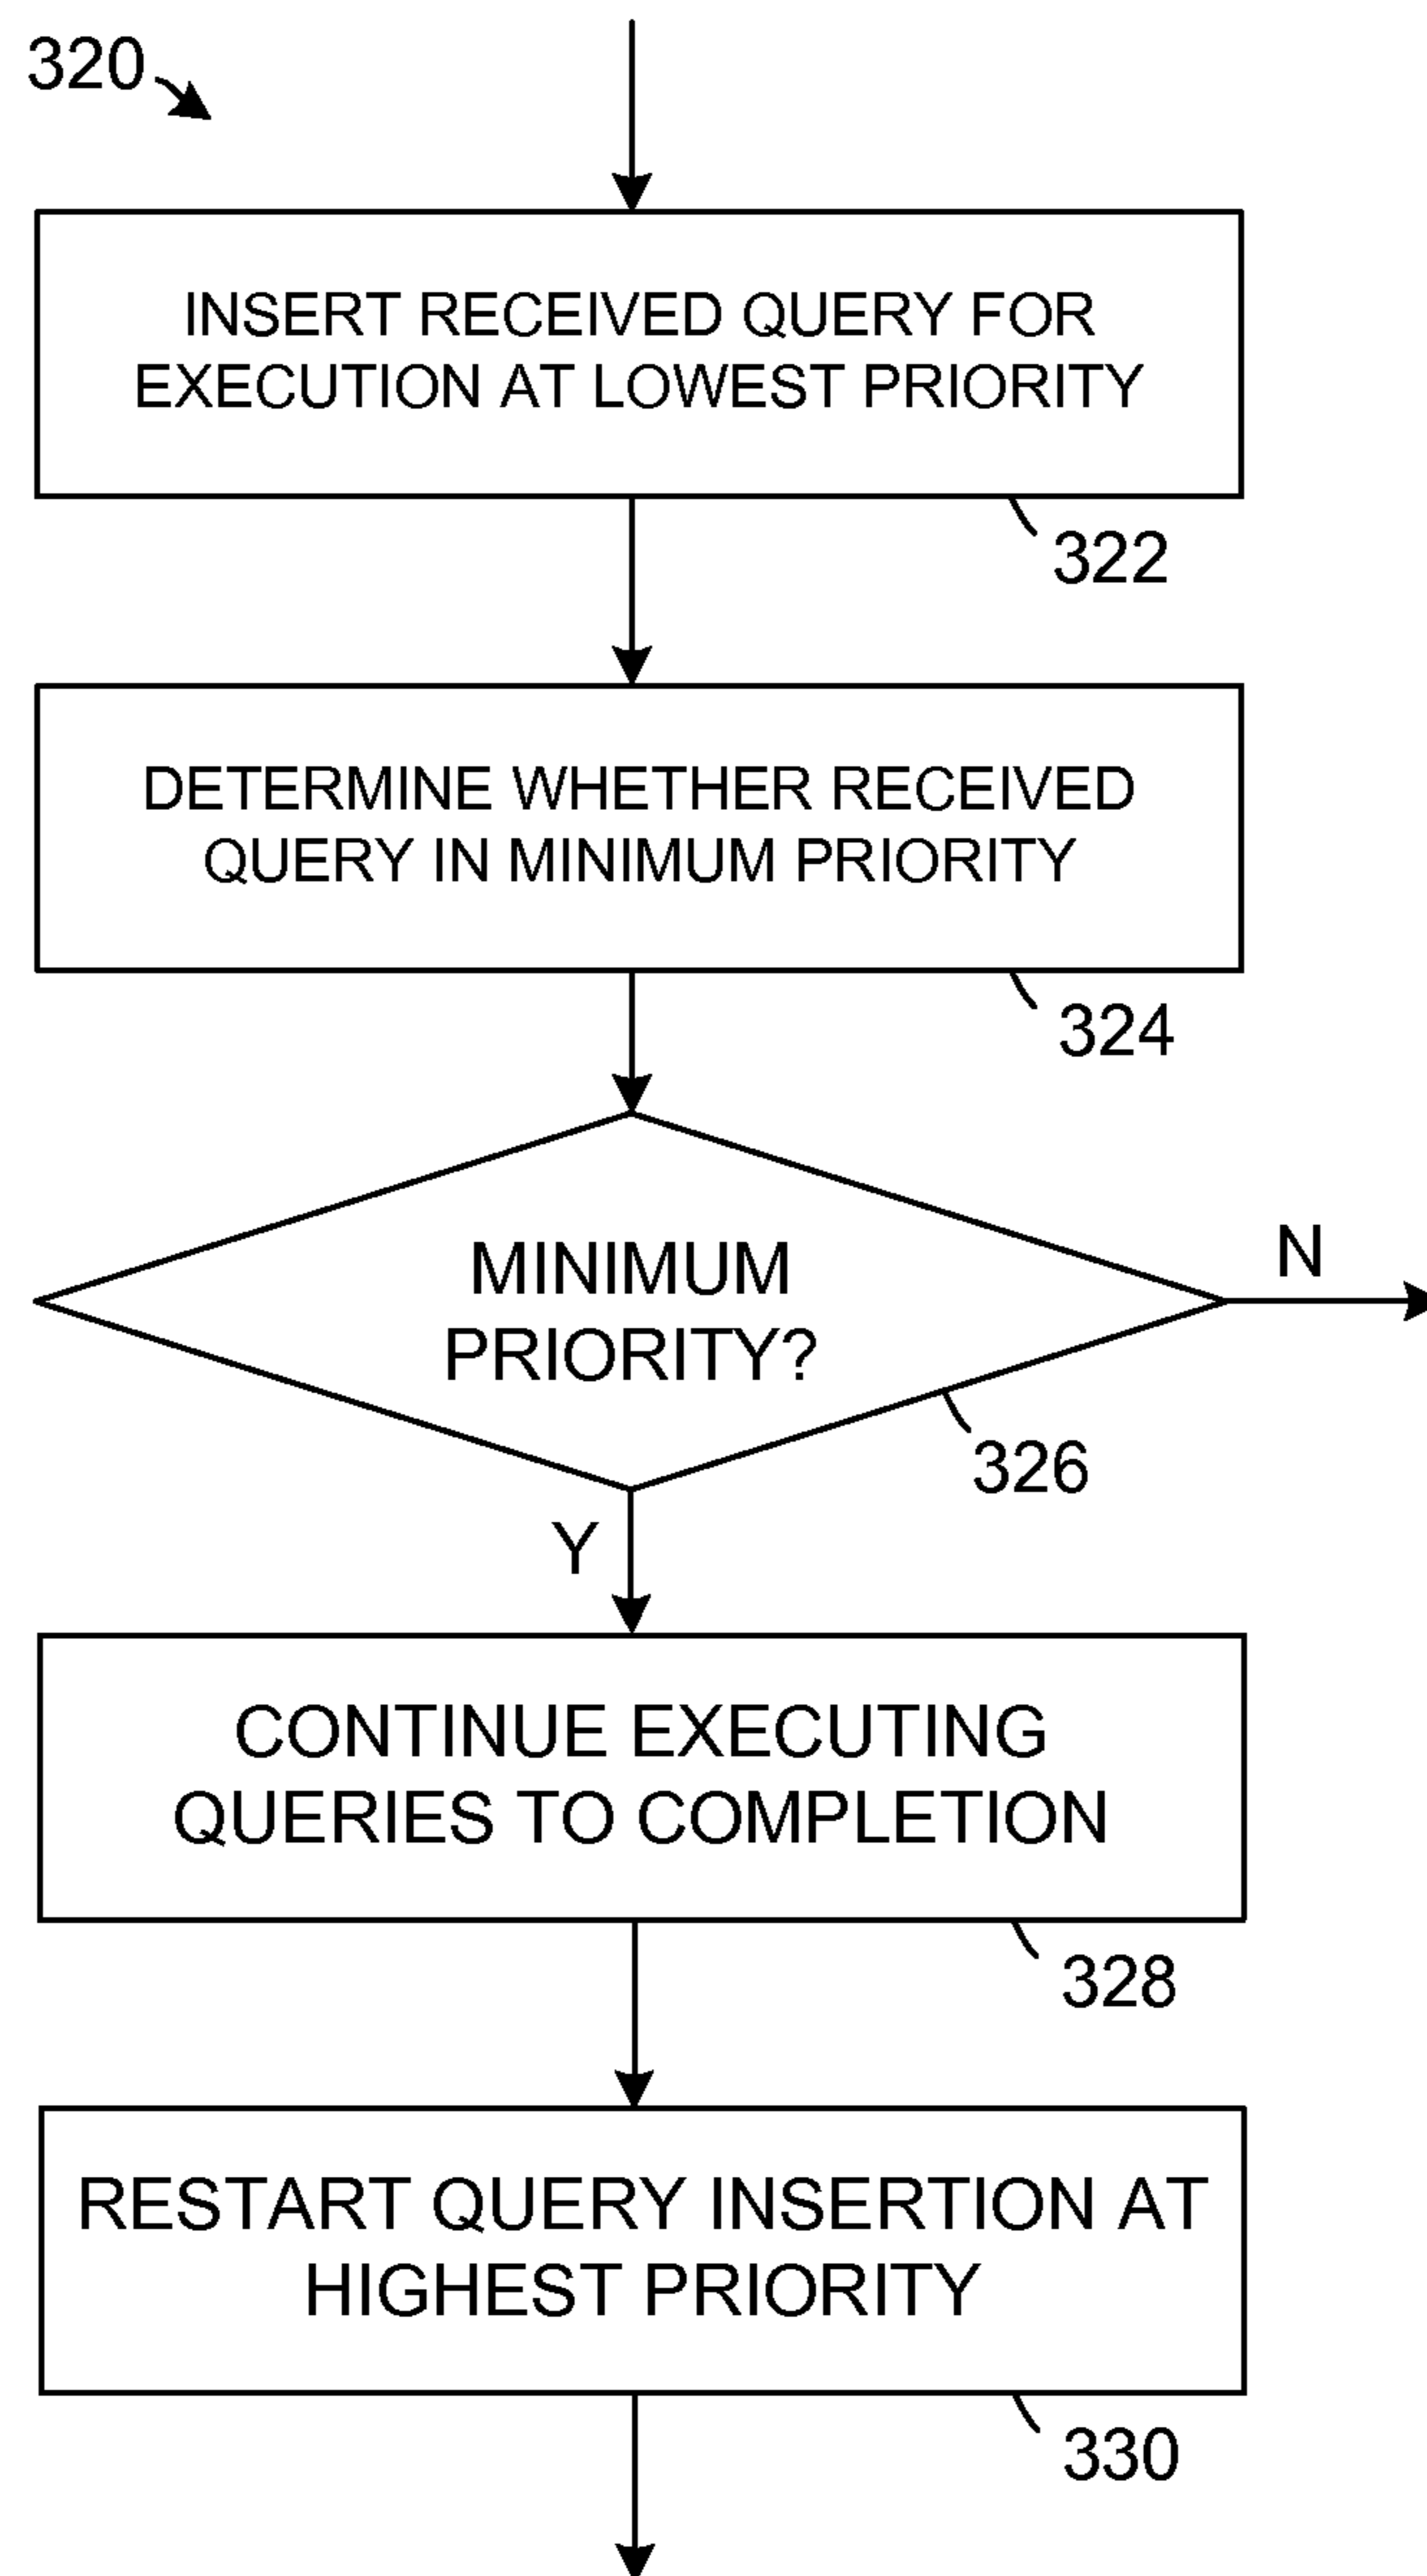 320
INSERT RECEIVED QUERY FOR
EXECUTION AT LOWEST PRIORITY
322
DETERMINE WHETHER RECEIVED
QUERY IN MINIMUM PRIORITY
324
MINIMUM
PRIORITY?
N
326
Y
CONTINUE EXECUTING
QUERIES TO COMPLETION
328
RESTART QUERY INSERTION AT
HIGHEST PRIORITY
330